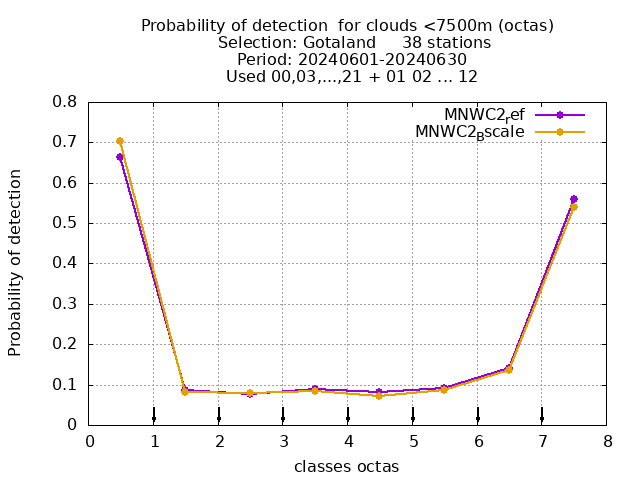 Probability of detection  for clouds <7500m (octas)
Selection: Gotaland     38 stations
Period: 20240601-20240630
Used 00,03,...,21 + 01 02 ... 12
MNWC2ref
MNWC2Bscale
Probability of detection
0.8
0.7
0.6
0.5
0.4
0.3
0.2
0.1
0
0 1 2 3 4 5 6 7 8
classes octas